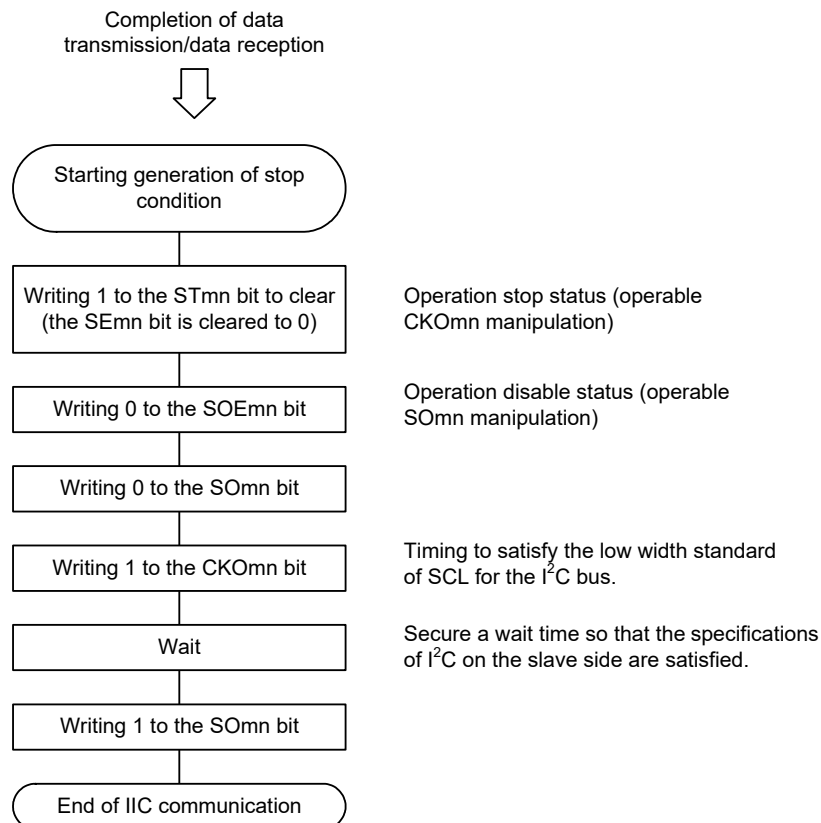 Completion of data
transmission/data reception
Starting generation of stop
condition
Writing 1 to the STmn bit to clear
(the SEmn bit is cleared to 0)
Operation stop status (operable
CKOmn manipulation)
Writing 0 to the SOEmn bit
Operation disable status (operable
SOmn manipulation)
Writing 0 to the SOmn bit
Writing 1 to the CKOmn bit
Timing to satisfy the low width standard
of SCL for the I²C bus.
Wait
Secure a wait time so that the specifications
of I²C on the slave side are satisfied.
Writing 1 to the SOmn bit
End of IIC communication